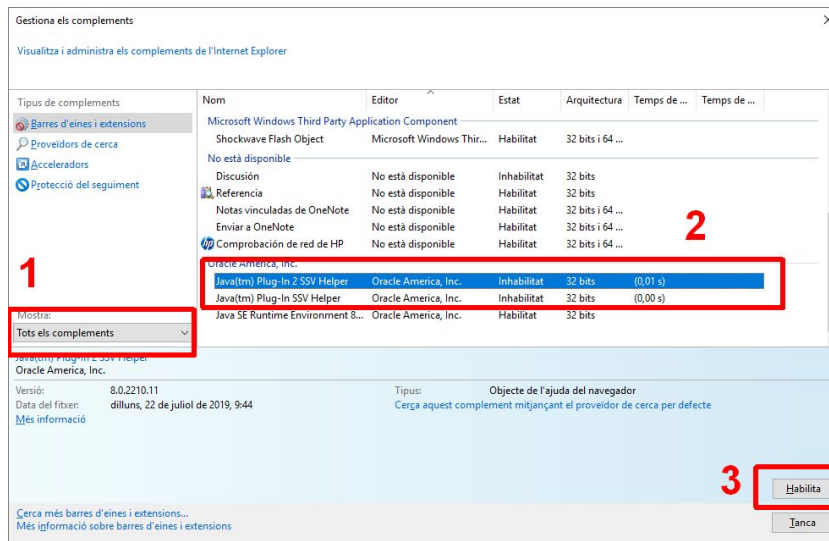 Gestiona els complements
Visualitza i administra els complements de l'Internet Explorer
Tipus de complements
Barres d'eines i extensions
Proveïdors de cerca
Acceleradors
Protecció del seguiment
1
Mostra:
Tots els complements
Nom Editor Estat Arquitectura Temps de ... Temps de ...
Microsoft Windows Third Party Application Component
Shockwave Flash Object Microsoft Windows Thir... Habilitat 32 bits i 64 ...
No està disponible
Discusión No està disponible Inhabilitat 32 bits
Referencia No està disponible Habilitat 32 bits
Notas vinculadas de OneNote No està disponible Habilitat 32 bits i 64 ...
Enviar a OneNote No està disponible Habilitat 32 bits i 64 ...
Comprobación de red de HP No està disponible Habilitat 32 bits i 64 ...
2
Oracle America, Inc.
Java(tm) Plug-In 2 SSV Helper Oracle America, Inc. Inhabilitat 32 bits (0,01 s)
Java(tm) Plug-In SSV Helper Oracle America, Inc. Inhabilitat 32 bits (0,00 s)
Java SE Runtime Environment 8... Oracle America, Inc. Habilitat 32 bits
Java(tm) Plug-In 2 SSV Helper
Oracle America, Inc.
Versió: 8.0.2210.11
Data del fitxer: dilluns, 22 de juliol de 2019, 9:44
Més informació
Tipus: Objecte de l'ajuda del navegador
Cerca aquest complement mitjançant el proveïdor de cerca per defecte
3
Habilita
Cerca més barres d'eines i extensions...
Més informació sobre barres d'eines i extensions
Tanca